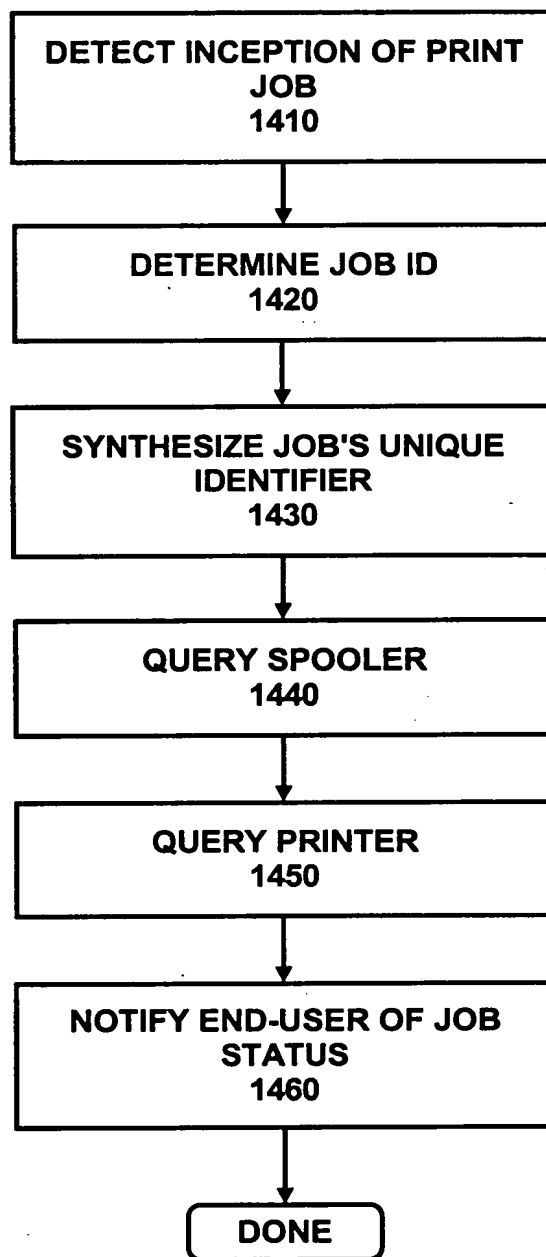 DETECT INCEPTION OF PRINT
JOB
1410
DETERMINE JOB ID
1420
SYNTHESIZE JOB'S UNIQUE
IDENTIFIER
1430
QUERY SPOOLER
1440
QUERY PRINTER
1450
NOTIFY END-USER OF JOB
STATUS
1460
DONE